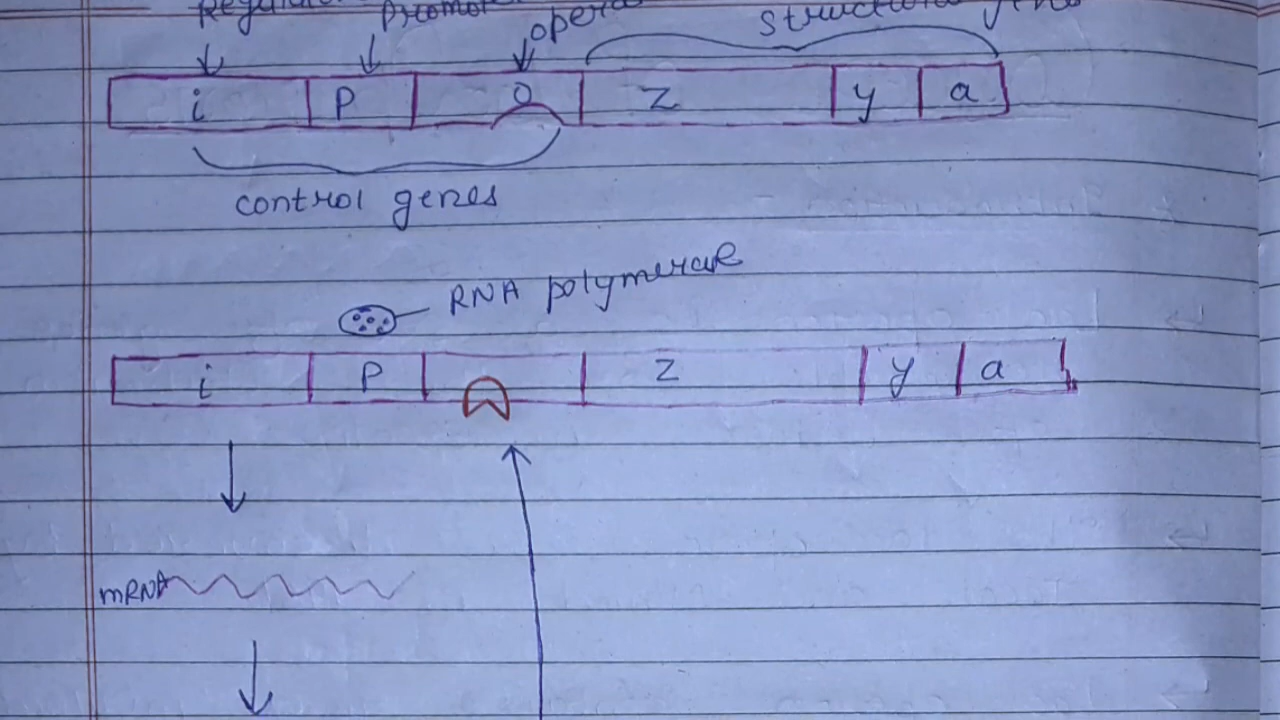 i P O Z y a
control genes
RNA polymerase
i P Z y a
mRNA